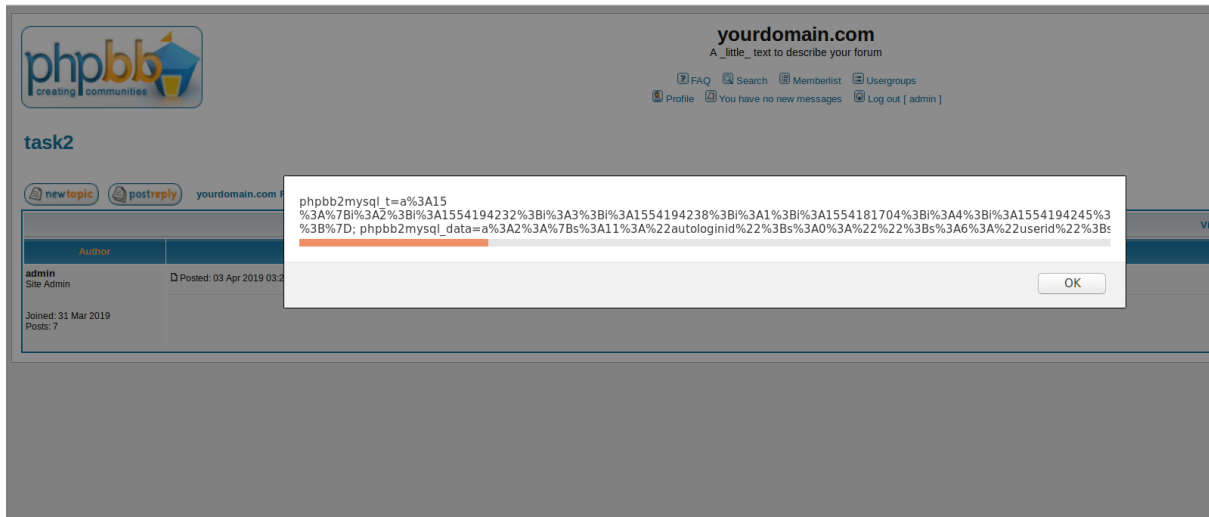 phpbb
creating communities
yourdomain.com
A _little_ text to describe your forum
FAQ Search Memberlist Usergroups
Profile You have no new messages Log out [ admin ]
task2
newtopic postreply yourdomain.com
phpbb2mysql_t=a%3A15
%3A%7Bi%3A2%3Bi%3A1554194232%3Bi%3A3%3Bi%3A1554194238%3Bi%3A1%3Bi%3A1554181704%3Bi%3A4%3Bi%3A1554194245%3
%3B%7D; phpbb2mysql_data=a%3A2%3A%7Bs%3A11%3A%22autologinid%22%3Bs%3A0%3A%22%22%3Bs%3A6%3A%22userid%22%3Bs
OK
Author
admin
Site Admin
Posted: 03 Apr 2019 03:2
Joined: 31 Mar 2019
Posts: 7